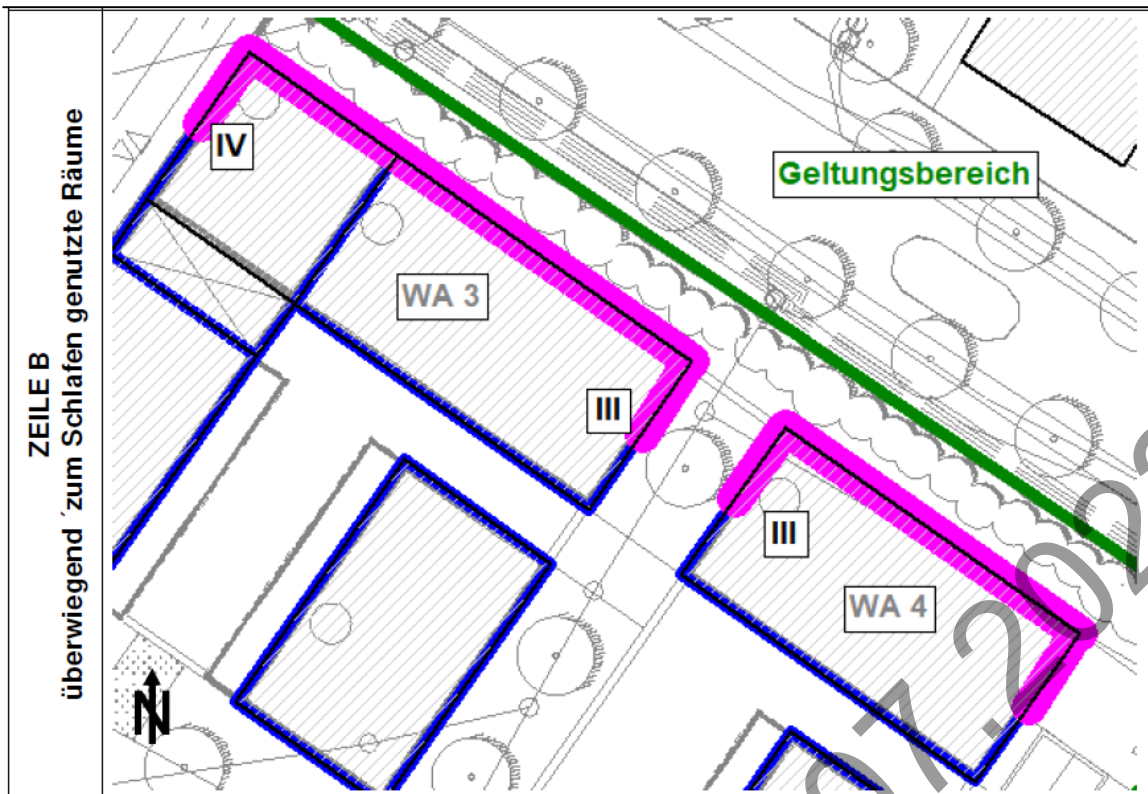 ZEILE B
überwiegend ´zum Schlafen genutzte Räume
IV
Geltungsbereich
WA 3
III
III
WA 4
N